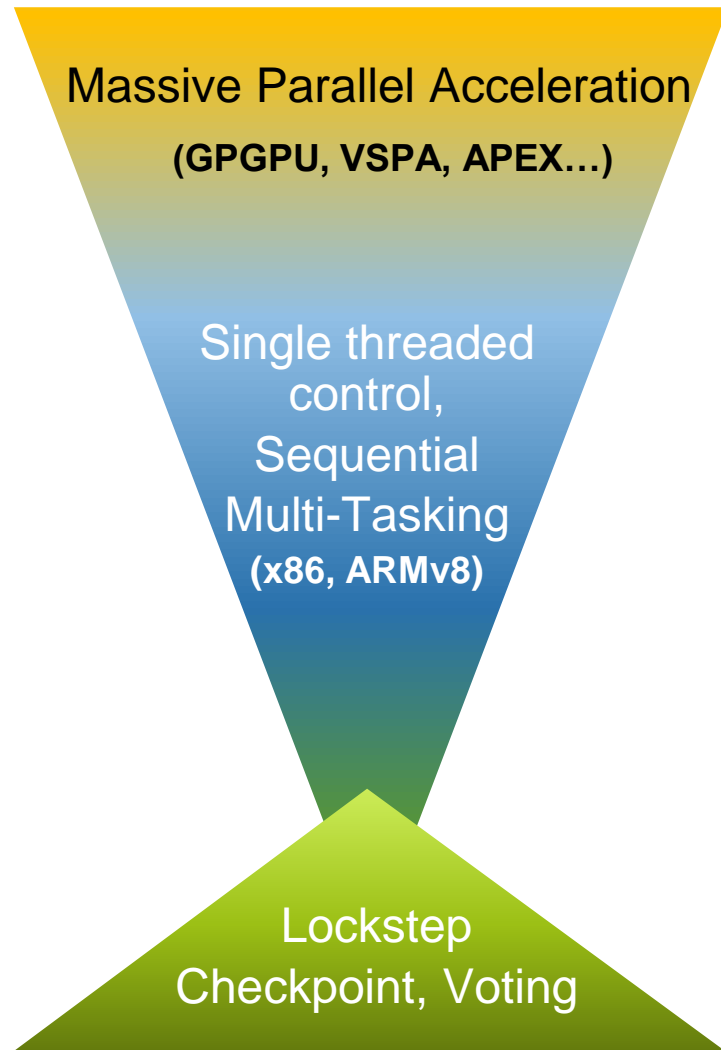 Massive Parallel Acceleration
(GPGPU, VSPA, APEX…)
Single threaded
control,
Sequential
Multi-Tasking
(x86, ARMv8)
Lockstep
Checkpoint, Voting